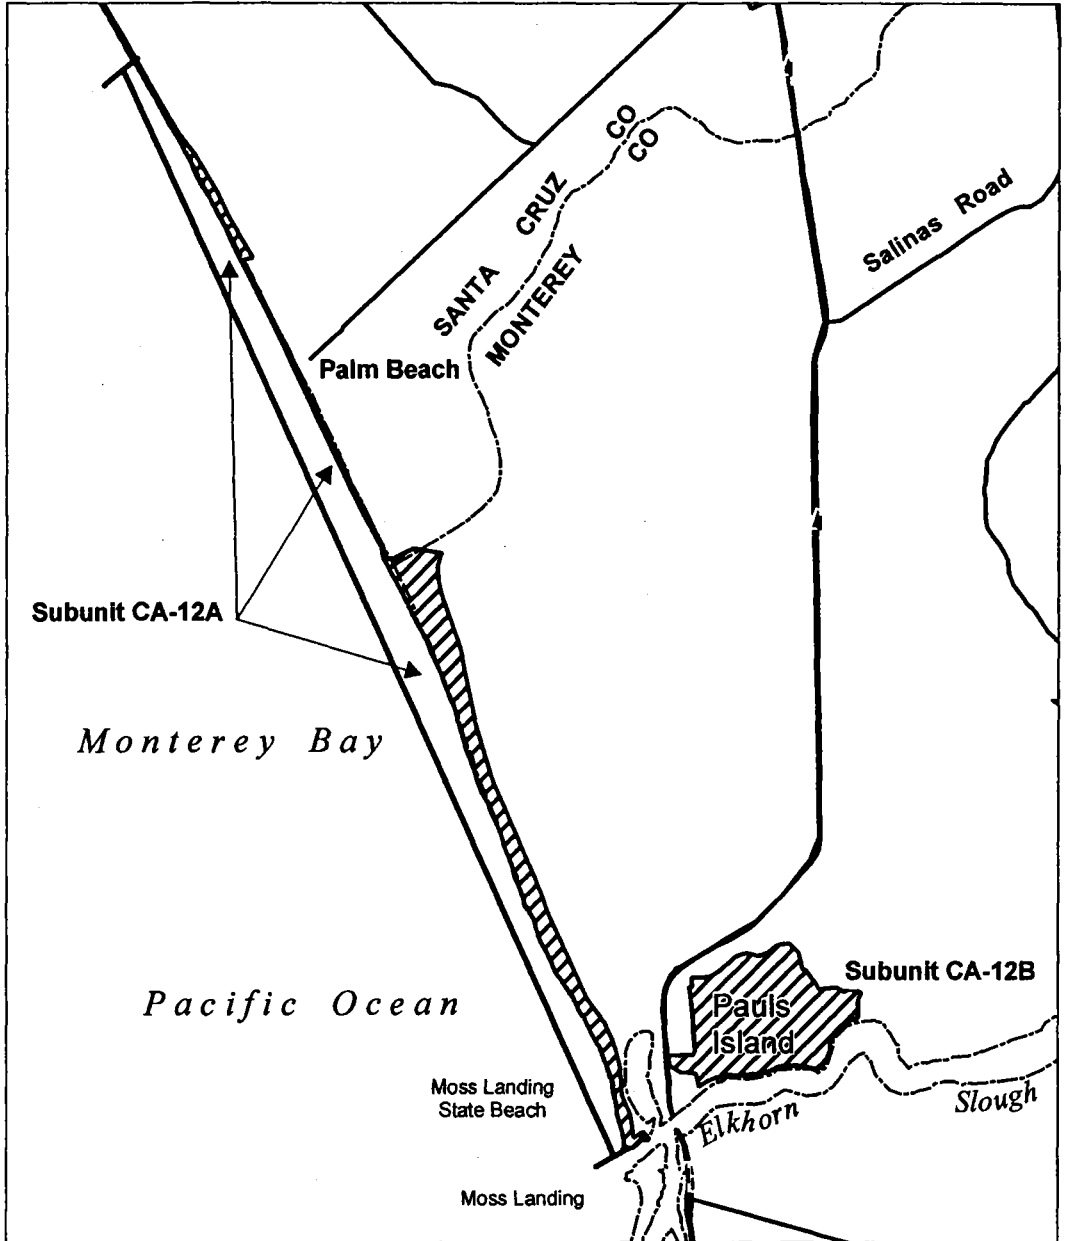 CO
CO
SANTA CRUZ
MONTEREY
Salinas Road
Palm Beach
Subunit CA-12A
Monterey Bay
Subunit CA-12B
Pauls
Island
Pacific Ocean
Moss Landing
State Beach
Elkhorn Slough
Moss Landing